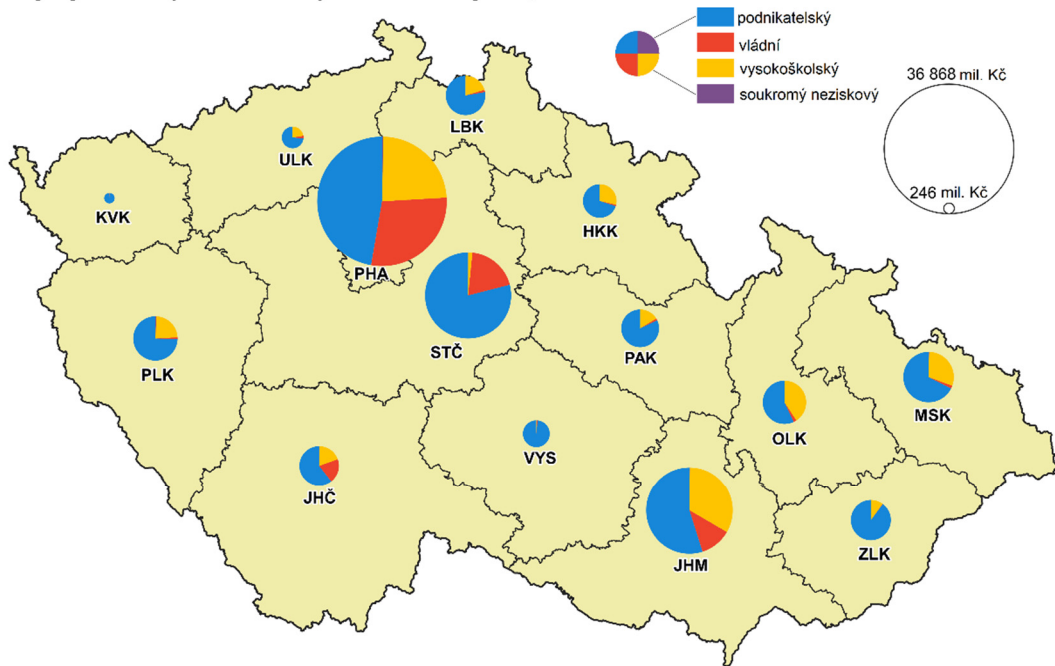 podnikatelský
vládní
vysokoškolský
soukromý neziskový
36 868 mil. Kč
246 mil. Kč
LBK
ULK
KVK
HKK
PHA
STČ
PAK
PLK
MSK
OLK
VYS
JHČ
JHM
ZLK